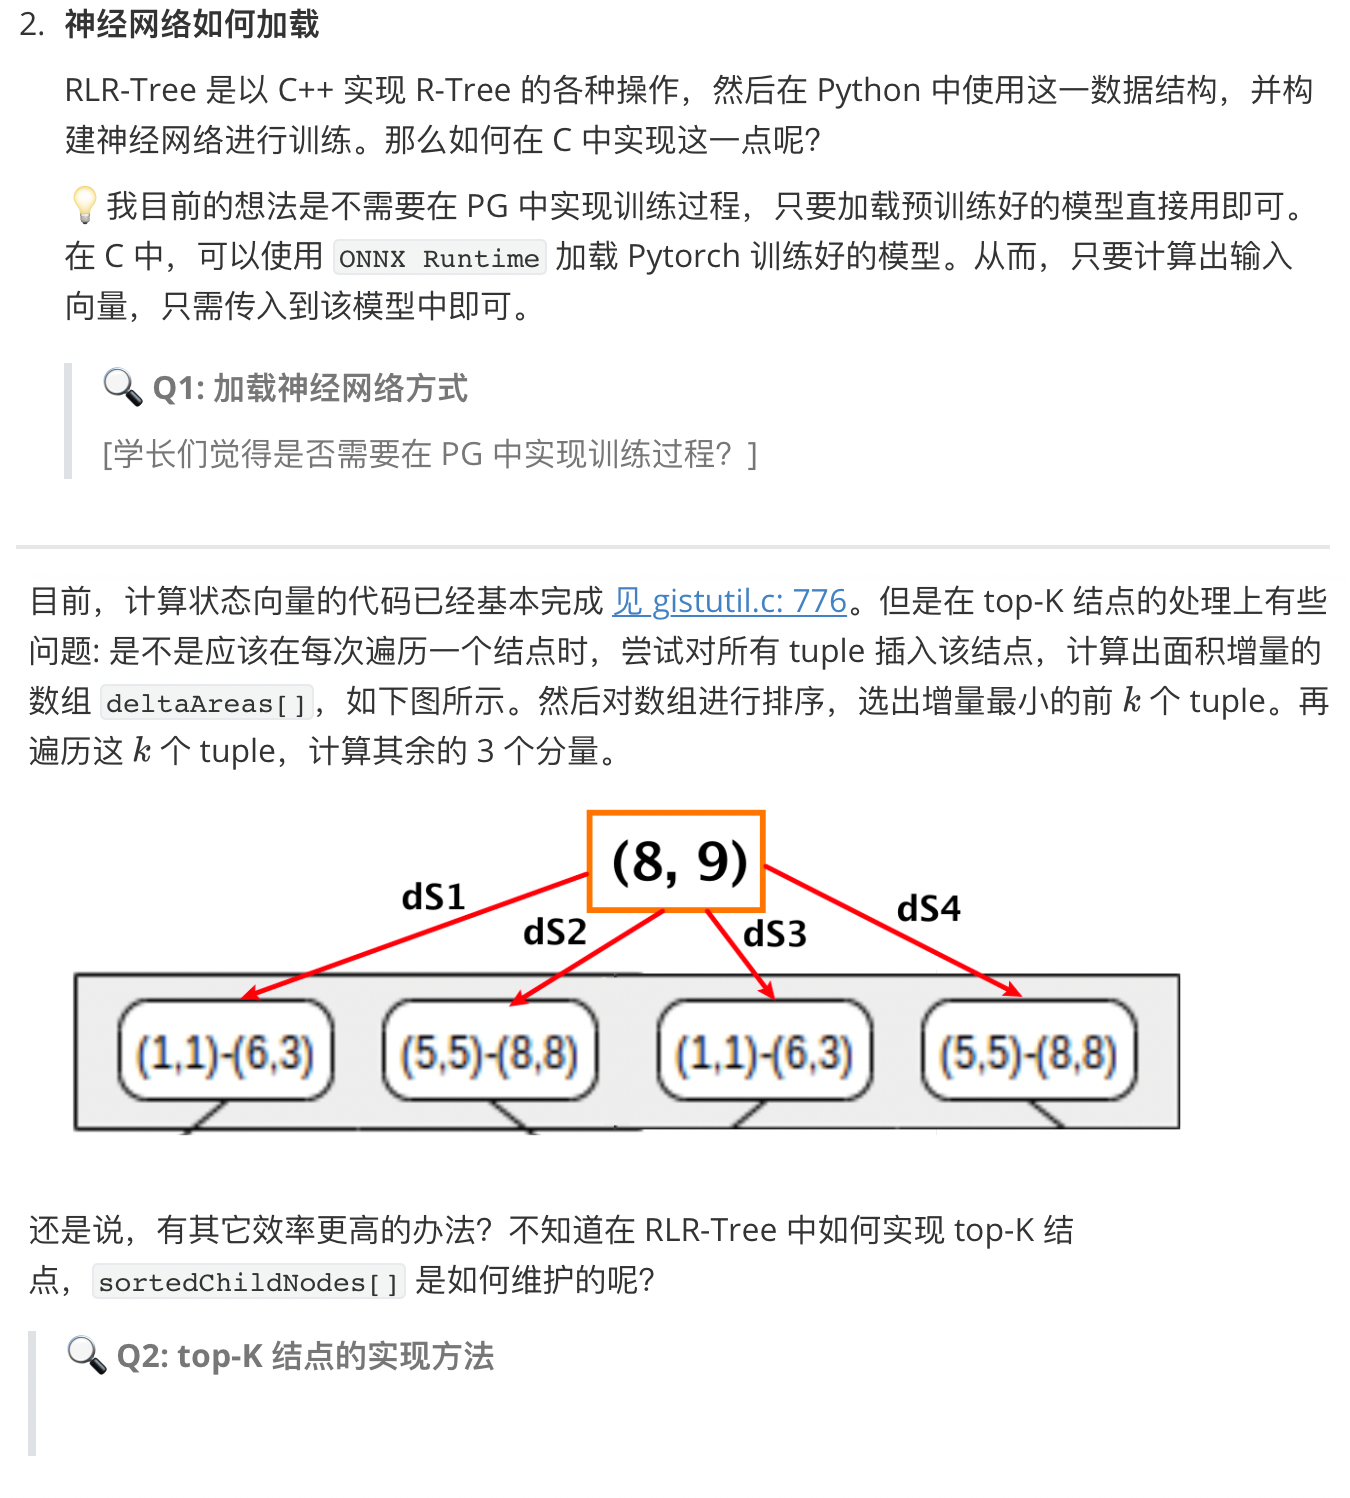 2. 神经网络如何加载
RLR-Tree 是以 C++ 实现 R-Tree 的各种操作，然后在 Python 中使用这一数据结构，并构
建神经网络进行训练。那么如何在 C 中实现这一点呢？
💡我目前的想法是不需要在 PG 中实现训练过程，只要加载预训练好的模型直接用即可。
在 C 中，可以使用 ONNX Runtime 加载 Pytorch 训练好的模型。从而，只要计算出输入
向量，只需传入到该模型中即可。
🔍 Q1: 加载神经网络方式
[学长们觉得是否需要在 PG 中实现训练过程？]
目前，计算状态向量的代码已经基本完成 见 gistutil.c: 776。但是在 top-K 结点的处理上有些
问题: 是不是应该在每次遍历一个结点时，尝试对所有 tuple 插入该结点，计算出面积增量的
数组 deltaAreas[]，如下图所示。然后对数组进行排序，选出增量最小的前 k 个 tuple。再
遍历这 k 个 tuple，计算其余的 3 个分量。
(8, 9)
dS1 dS2 dS3 dS4
(1,1)-(6,3) (5,5)-(8,8) (1,1)-(6,3) (5,5)-(8,8)
还是说，有其它效率更高的办法？不知道在 RLR-Tree 中如何实现 top-K 结
点，sortedChildNodes[] 是如何维护的呢？
🔍 Q2: top-K 结点的实现方法